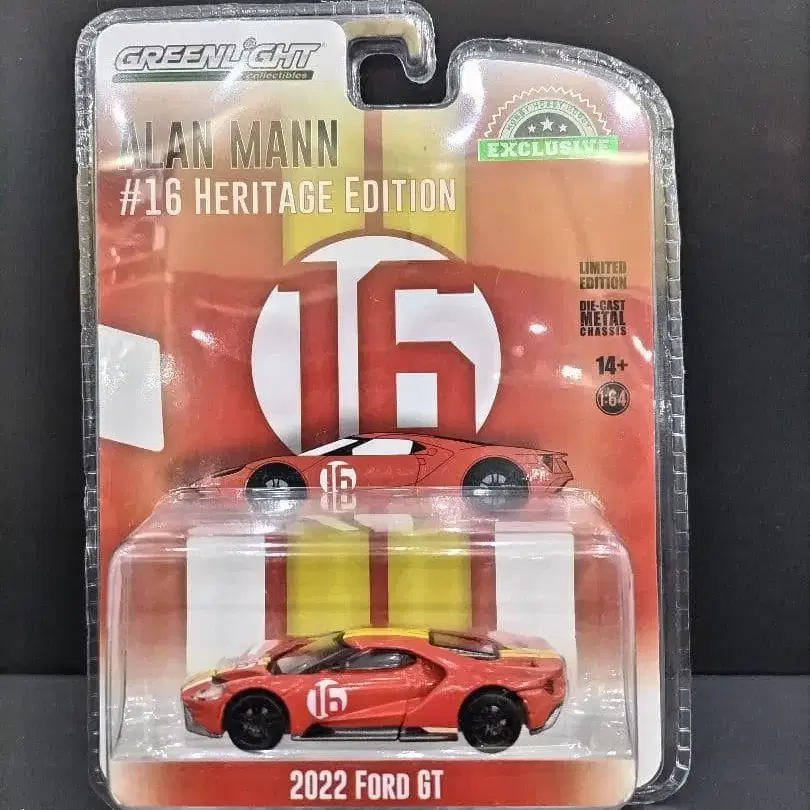 GREENLIGHT
collectibles
HOBBY
EXCLUSIVE
ALAN MANN
#16 HERITAGE EDITION
16
LIMITED
EDITION
DIE-CAST
METAL
CHASSIS
14+
1:64
16
16
2022 FORD GT